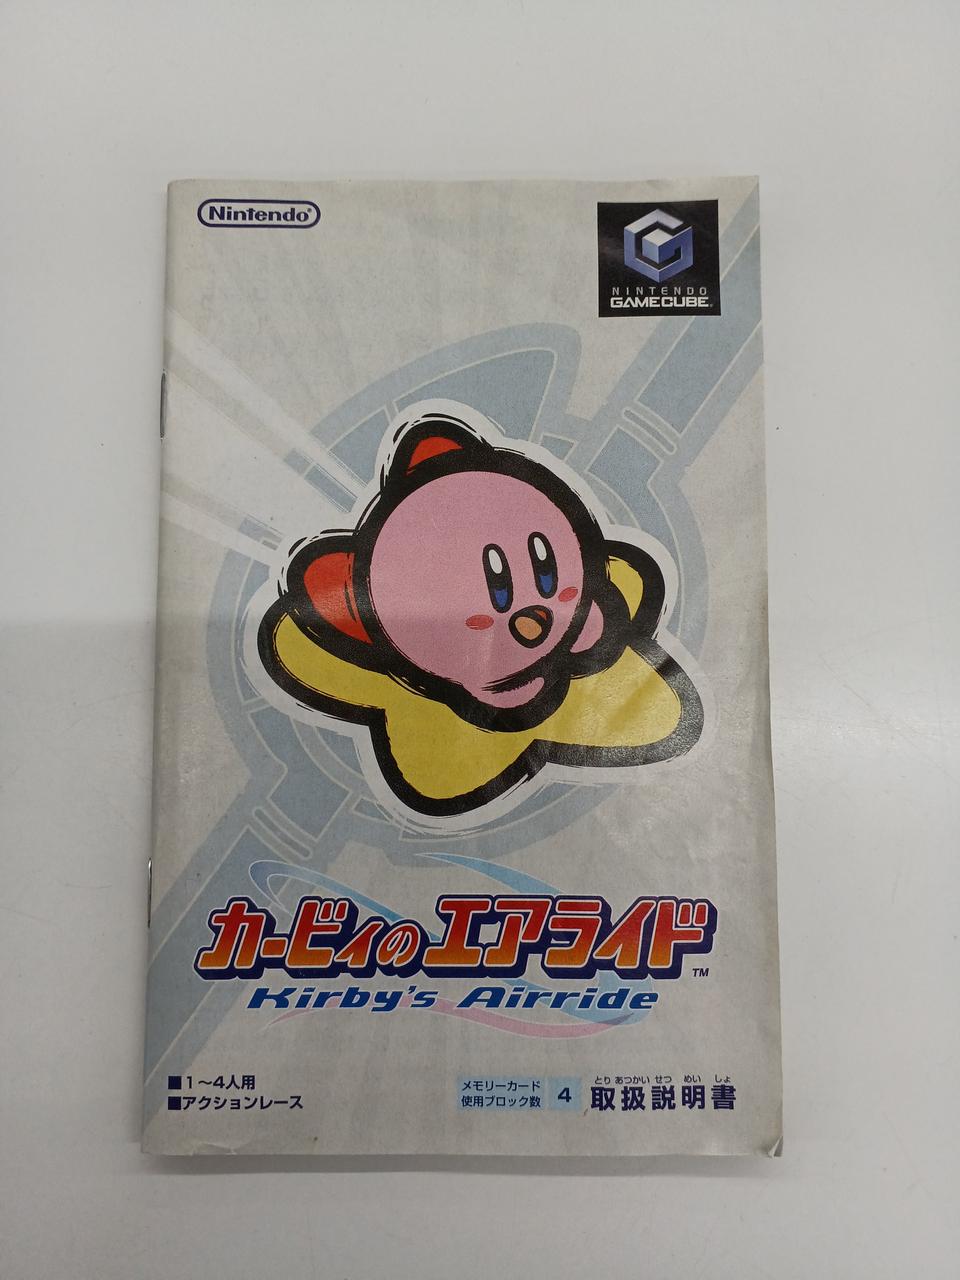 Nintendo®
NINTENDO
GAMECUBE®
カービィのエアライド™
Kirby's Airride
■1〜4人用
■アクションレース
メモリーカード
使用ブロック数
4
とり あつかい せつ めい しょ
取扱説明書